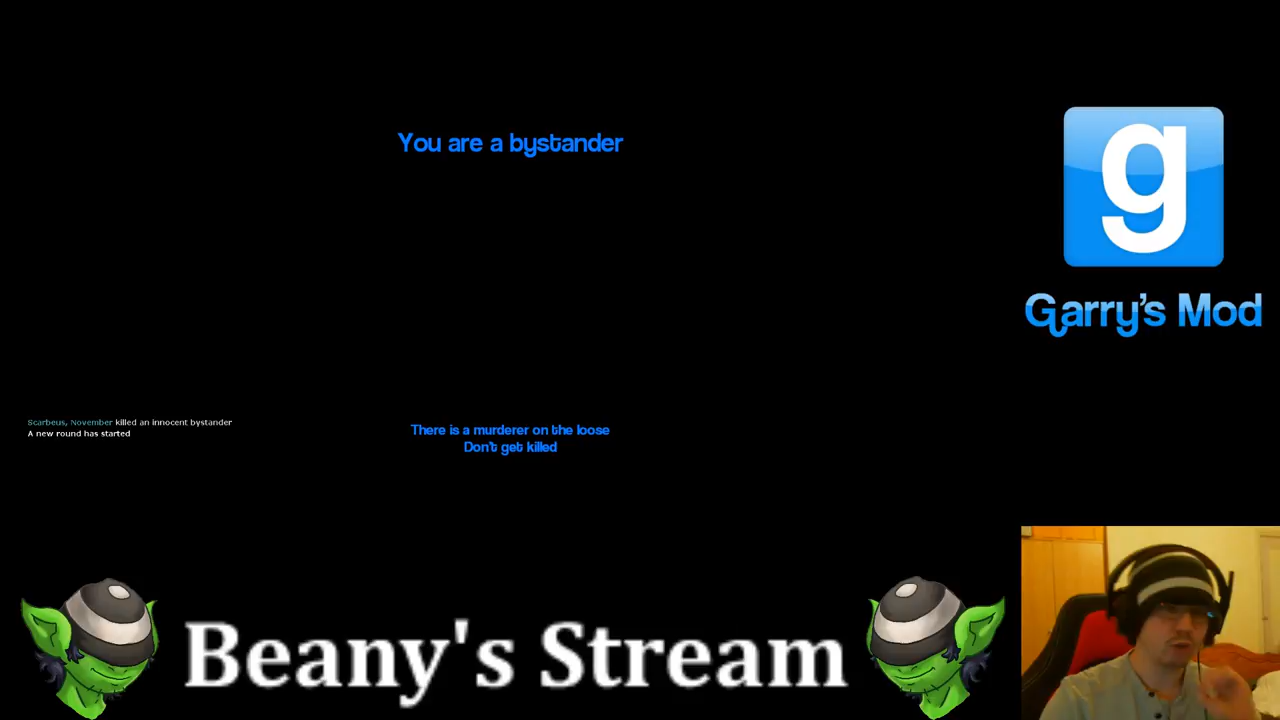 You are a bystander
g
Garry's Mod
Scarbeus, November killed an innocent bystander
A new round has started
There is a murderer on the loose
Don't get killed
Beany's Stream